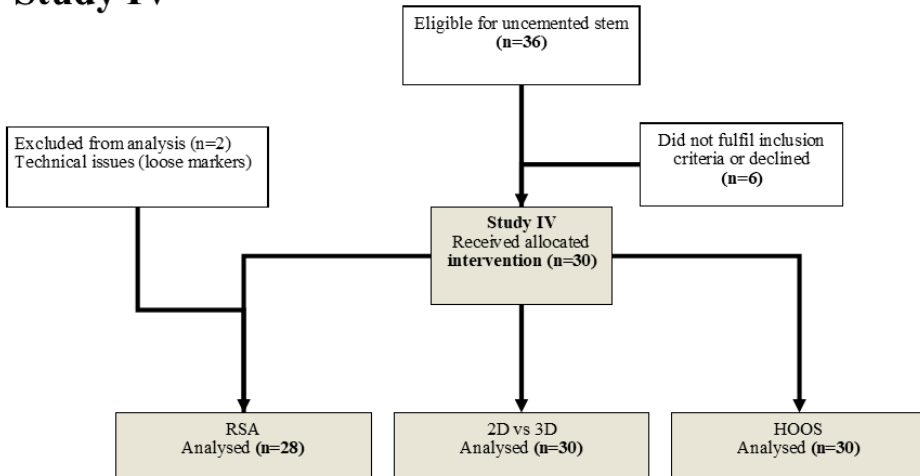 Study IV
Eligible for uncemented stem
(n=36)
Excluded from analysis (n=2)
Technical issues (loose markers)
Did not fulfil inclusion
criteria or declined
(n=6)
Study IV
Received allocated
intervention (n=30)
RSA
Analysed (n=28)
2D vs 3D
Analysed (n=30)
HOOS
Analysed (n=30)